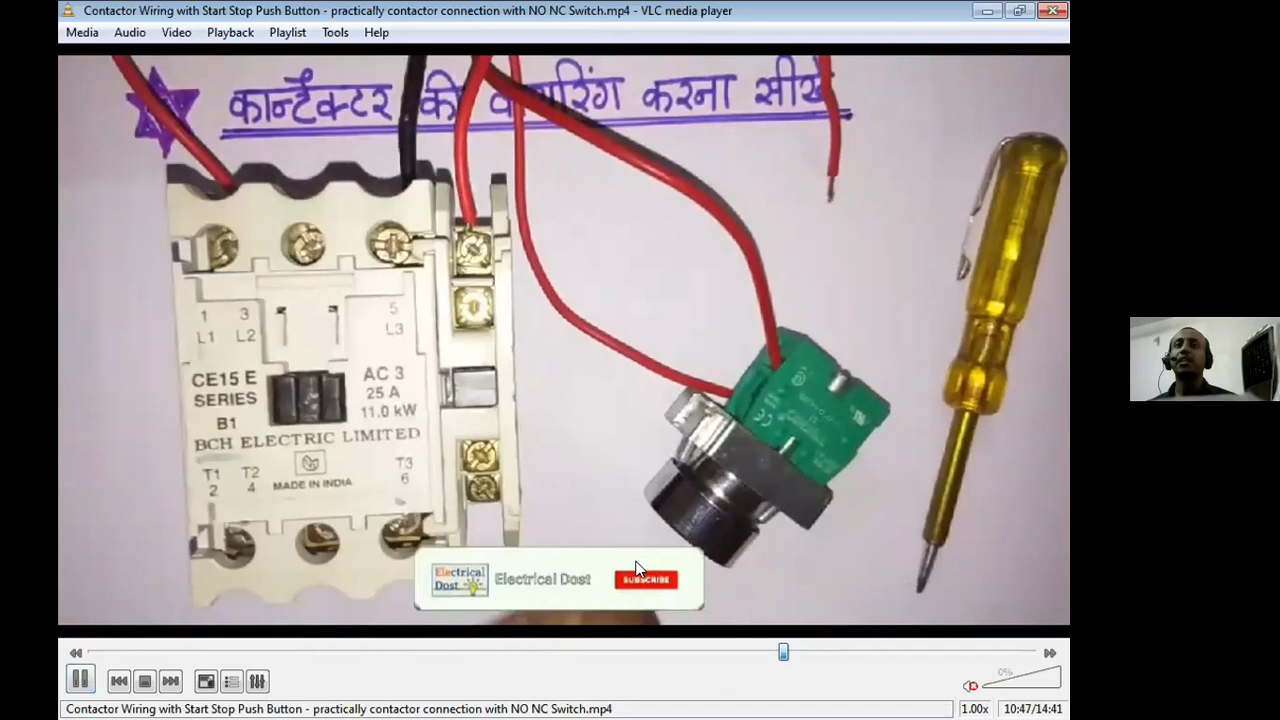 Contactor Wiring with Start Stop Push Button - practically contactor connection with NO NC Switch.mp4 - VLC media player
Media Audio Video Playback Playlist Tools Help
कान्टैक्टर की वायरिंग करना सीखें
1 3 5
L1 L2 L3
CE15 E
SERIES
B1
AC 3
25 A
11.0 kW
BCH ELECTRIC LIMITED
T1 T2 T3
2 4 6
MADE IN INDIA
Electrical
Dost
Electrical Dost
SUBSCRIBE
0%
Contactor Wiring with Start Stop Push Button - practically contactor connection with NO NC Switch.mp4
1.00x
10:47/14:41